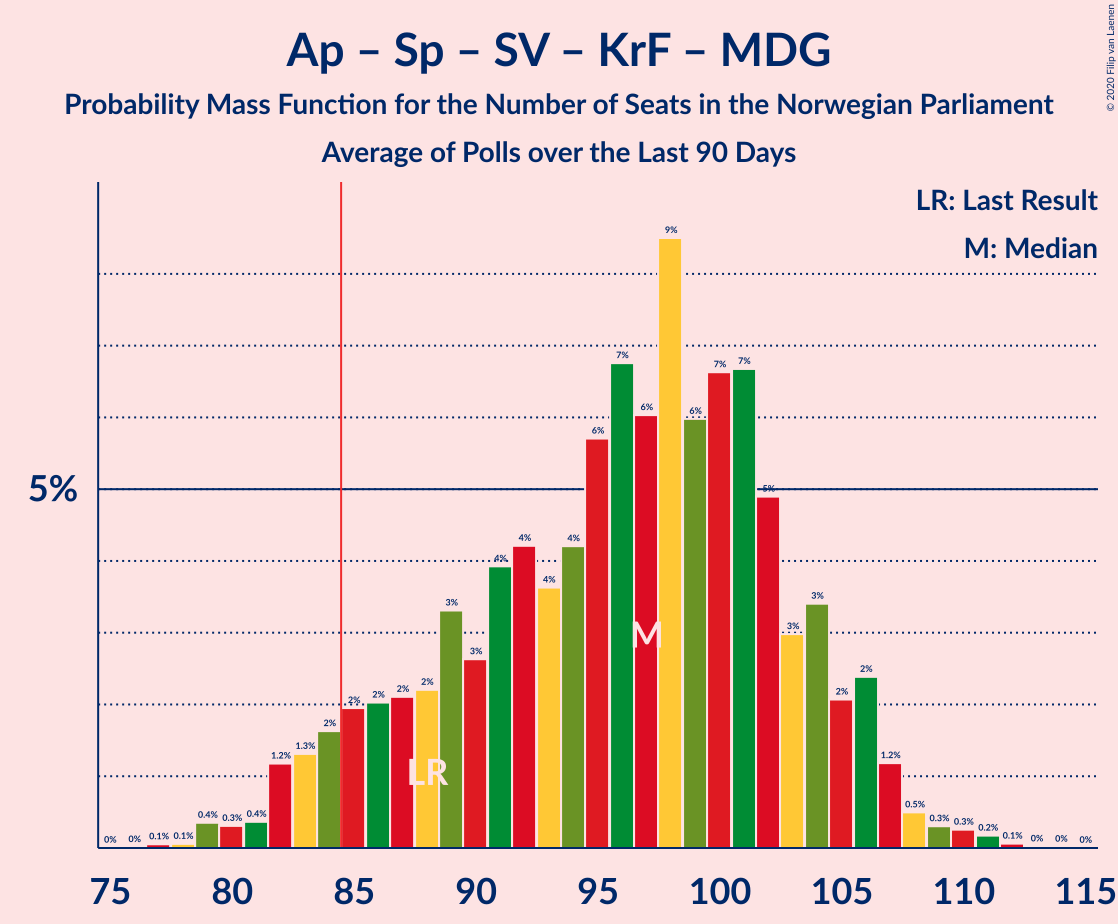 Ap – Sp – SV – KrF – MDG
Probability Mass Function for the Number of Seats in the Norwegian Parliament
Average of Polls over the Last 90 Days
© 2020 Filip van Laenen
LR: Last Result
M: Median
5%
0% 0% 0.1% 0.1% 0.4% 0.3% 0.4% 1.2% 1.3% 2% 2% 2% 2% 2% 3% 3% 4% 4% 4% 4% 6% 7% 6% 9% 6% 7% 7% 5% 3% 3% 2% 2% 1.2% 0.5% 0.3% 0.3% 0.2% 0.1% 0% 0% 0%
M
LR
75 80 85 90 95 100 105 110 115